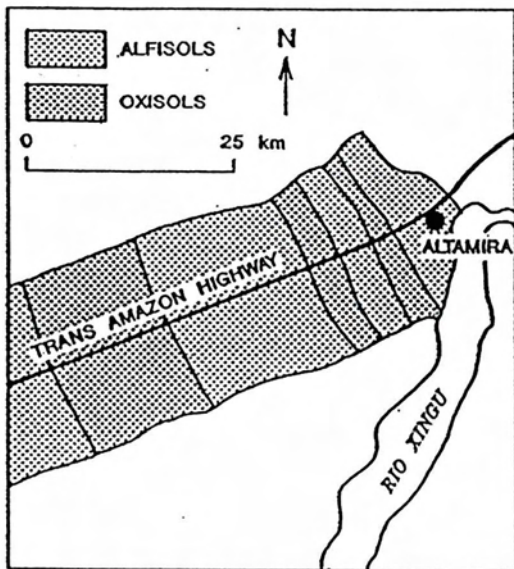 ALFISOLS
N
OXISOLS
0 25 km
ALTAMIRA
TRANS AMAZON HIGHWAY
RIO XINGU